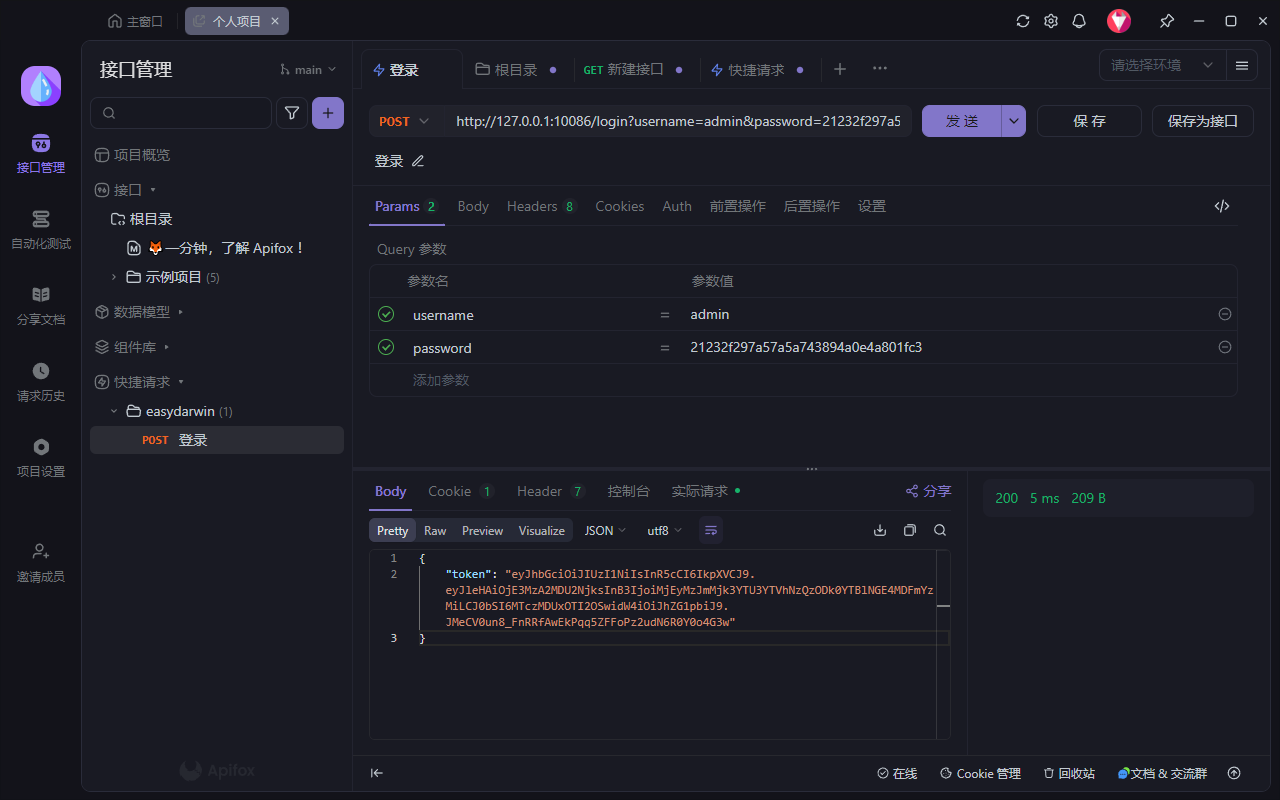 主窗口
个人项目
接口管理
main
登录
根目录
GET 新建接口
快捷请求
请选择环境
POST
http://127.0.0.1:10086/login?username=admin&password=21232f297a5
发 送
保 存
保存为接口
登录
接口管理
自动化测试
分享文档
请求历史
项目设置
邀请成员
项目概览
接口
根目录
一分钟，了解 Apifox！
示例项目 (5)
数据模型
组件库
快捷请求
easydarwin (1)
POST 登录
Apifox
Params 2
Body
Headers 8
Cookies
Auth
前置操作
后置操作
设置
Query 参数
参数名
参数值
username = admin
password = 21232f297a57a5a743894a0e4a801fc3
添加参数
Body
Cookie 1
Header 7
控制台
实际请求
分享
200 5 ms 209 B
Pretty
Raw
Preview
Visualize
JSON
utf8
1 {
2 "token": "eyJhbGciOiJIUzI1NiIsInR5cCI6IkpXVCJ9.
eyJleHAiOjE3MzA2MDU2NjksInB3IjoiMjEyMzJmMjk3YTU3YTVhNzQzODk0YTBlNGE4MDFmYz
MiLCJ0bSI6MTczMDUxOTI2OSwidW4iOiJhZG1pbiJ9.
JMeCV0un8_FnRRfAwEkPqq5ZFFoPz2udN6R0Y0o4G3w"
3 }
在线
Cookie 管理
回收站
文档 & 交流群